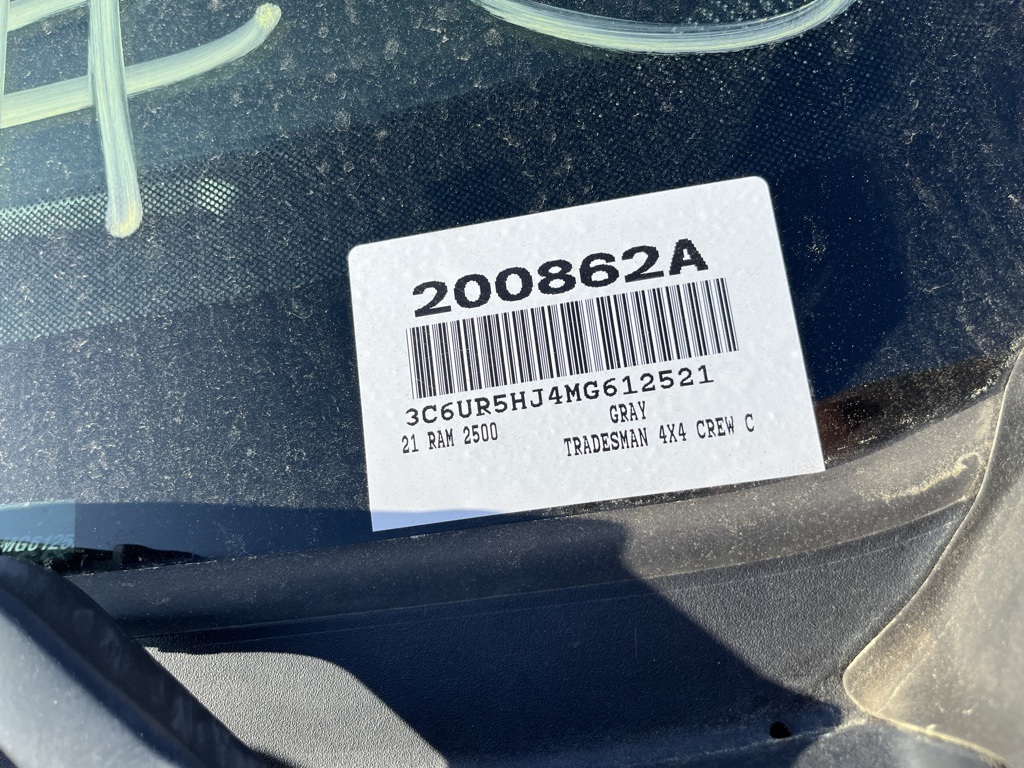 200862A
3C6UR5HJ4MG612521
GRAY
21 RAM 2500
TRADESMAN 4X4 CREW C